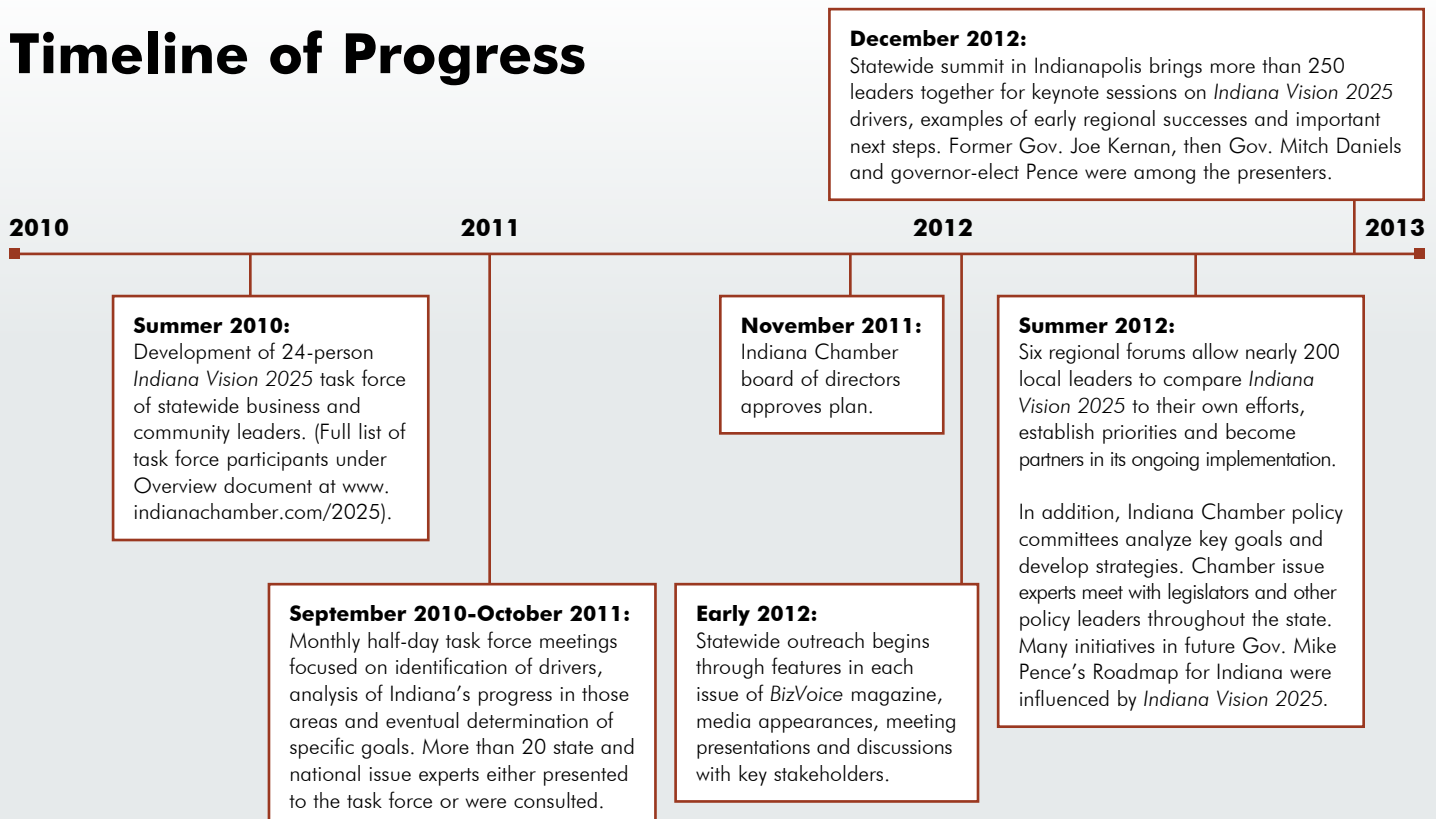 Timeline of Progress
December 2012:
Statewide summit in Indianapolis brings more than 250
leaders together for keynote sessions on Indiana Vision 2025
drivers, examples of early regional successes and important
next steps. Former Gov. Joe Kernan, then Gov. Mitch Daniels
and governor-elect Pence were among the presenters.
2010
2011
2012
2013
Summer 2010:
Development of 24-person
Indiana Vision 2025 task force
of statewide business and
community leaders. (Full list of
task force participants under
Overview document at www.
indianachamber.com/2025).
September 2010-October 2011:
Monthly half-day task force meetings
focused on identification of drivers,
analysis of Indiana's progress in those
areas and eventual determination of
specific goals. More than 20 state and
national issue experts either presented
to the task force or were consulted.
November 2011:
Indiana Chamber
board of directors
approves plan.
Early 2012:
Statewide outreach begins
through features in each
issue of BizVoice magazine,
media appearances, meeting
presentations and discussions
with key stakeholders.
Summer 2012:
Six regional forums allow nearly 200
local leaders to compare Indiana
Vision 2025 to their own efforts,
establish priorities and become
partners in its ongoing implementation.
In addition, Indiana Chamber policy
committees analyze key goals and
develop strategies. Chamber issue
experts meet with legislators and other
policy leaders throughout the state.
Many initiatives in future Gov. Mike
Pence's Roadmap for Indiana were
influenced by Indiana Vision 2025.